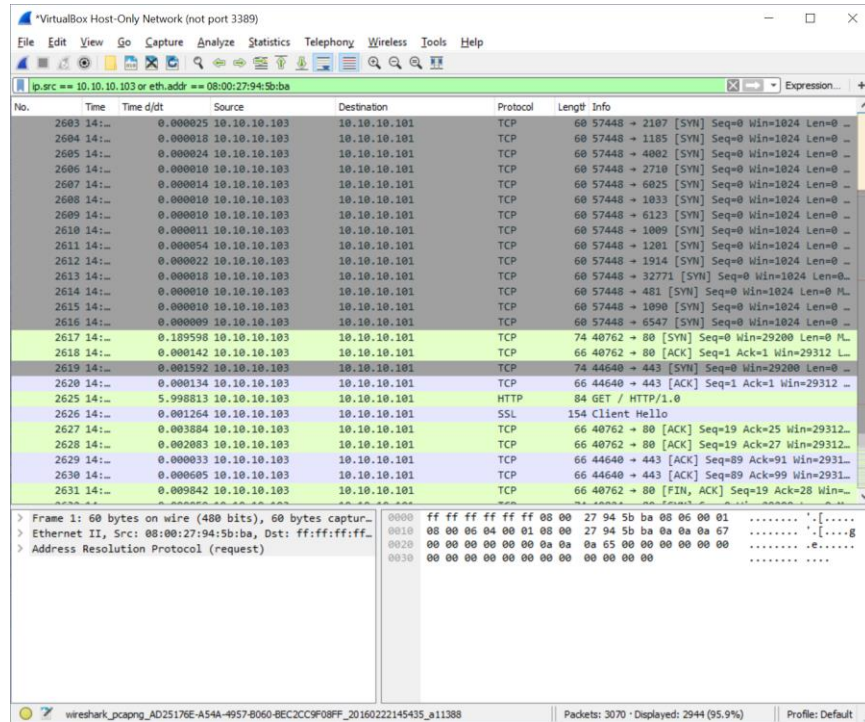 *VirtualBox Host-Only Network (not port 3389)
File Edit View Go Capture Analyze Statistics Telephony Wireless Tools Help
ip.src == 10.10.10.103 or eth.addr == 08:00:27:94:5b:ba Expression... +
No. Time Time d/dt Source Destination Protocol Length Info
2603 14:… 0.000025 10.10.10.103 10.10.10.101 TCP 60 57448 → 2107 [SYN] Seq=0 Win=1024 Len=0 …
2604 14:… 0.000018 10.10.10.103 10.10.10.101 TCP 60 57448 → 1185 [SYN] Seq=0 Win=1024 Len=0 …
2605 14:… 0.000024 10.10.10.103 10.10.10.101 TCP 60 57448 → 4002 [SYN] Seq=0 Win=1024 Len=0 …
2606 14:… 0.000010 10.10.10.103 10.10.10.101 TCP 60 57448 → 2710 [SYN] Seq=0 Win=1024 Len=0 …
2607 14:… 0.000014 10.10.10.103 10.10.10.101 TCP 60 57448 → 6025 [SYN] Seq=0 Win=1024 Len=0 …
2608 14:… 0.000010 10.10.10.103 10.10.10.101 TCP 60 57448 → 1033 [SYN] Seq=0 Win=1024 Len=0 …
2609 14:… 0.000010 10.10.10.103 10.10.10.101 TCP 60 57448 → 6123 [SYN] Seq=0 Win=1024 Len=0 …
2610 14:… 0.000011 10.10.10.103 10.10.10.101 TCP 60 57448 → 1009 [SYN] Seq=0 Win=1024 Len=0 …
2611 14:… 0.000054 10.10.10.103 10.10.10.101 TCP 60 57448 → 1201 [SYN] Seq=0 Win=1024 Len=0 …
2612 14:… 0.000022 10.10.10.103 10.10.10.101 TCP 60 57448 → 1914 [SYN] Seq=0 Win=1024 Len=0 …
2613 14:… 0.000018 10.10.10.103 10.10.10.101 TCP 60 57448 → 32771 [SYN] Seq=0 Win=1024 Len=0…
2614 14:… 0.000010 10.10.10.103 10.10.10.101 TCP 60 57448 → 481 [SYN] Seq=0 Win=1024 Len=0 M…
2615 14:… 0.000010 10.10.10.103 10.10.10.101 TCP 60 57448 → 1090 [SYN] Seq=0 Win=1024 Len=0 …
2616 14:… 0.000009 10.10.10.103 10.10.10.101 TCP 60 57448 → 6547 [SYN] Seq=0 Win=1024 Len=0 …
2617 14:… 0.189598 10.10.10.103 10.10.10.101 TCP 74 40762 → 80 [SYN] Seq=0 Win=29200 Len=0 M…
2618 14:… 0.000142 10.10.10.103 10.10.10.101 TCP 66 40762 → 80 [ACK] Seq=1 Ack=1 Win=29312 L…
2619 14:… 0.001592 10.10.10.103 10.10.10.101 TCP 74 44640 → 443 [SYN] Seq=0 Win=29200 Len=0 …
2620 14:… 0.000134 10.10.10.103 10.10.10.101 TCP 66 44640 → 443 [ACK] Seq=1 Ack=1 Win=29312 …
2625 14:… 5.998813 10.10.10.103 10.10.10.101 HTTP 84 GET / HTTP/1.0
2626 14:… 0.001264 10.10.10.103 10.10.10.101 SSL 154 Client Hello
2627 14:… 0.003884 10.10.10.103 10.10.10.101 TCP 66 40762 → 80 [ACK] Seq=19 Ack=25 Win=29312…
2628 14:… 0.002083 10.10.10.103 10.10.10.101 TCP 66 40762 → 80 [ACK] Seq=19 Ack=27 Win=29312…
2629 14:… 0.000033 10.10.10.103 10.10.10.101 TCP 66 44640 → 443 [ACK] Seq=89 Ack=91 Win=2931…
2630 14:… 0.000605 10.10.10.103 10.10.10.101 TCP 66 44640 → 443 [ACK] Seq=89 Ack=99 Win=2931…
2631 14:… 0.009842 10.10.10.103 10.10.10.101 TCP 66 40762 → 80 [FIN, ACK] Seq=19 Ack=28 Win=…
> Frame 1: 60 bytes on wire (480 bits), 60 bytes captur…
> Ethernet II, Src: 08:00:27:94:5b:ba, Dst: ff:ff:ff:ff…
> Address Resolution Protocol (request)
0000 ff ff ff ff ff ff 08 00 27 94 5b ba 08 06 00 01 ........ '.[.....
0010 08 00 06 04 00 01 08 00 27 94 5b ba 0a 0a 0a 67 ........ '.[....g
0020 00 00 00 00 00 00 0a 0a 0a 65 00 00 00 00 00 00 ........ .e......
0030 00 00 00 00 00 00 00 00 00 00 00 00 ........ ....
wireshark_pcapng_AD25176E-A54A-4957-B060-BEC2CC9F08FF_20160222145435_a11388 Packets: 3070 · Displayed: 2944 (95.9%) Profile: Default